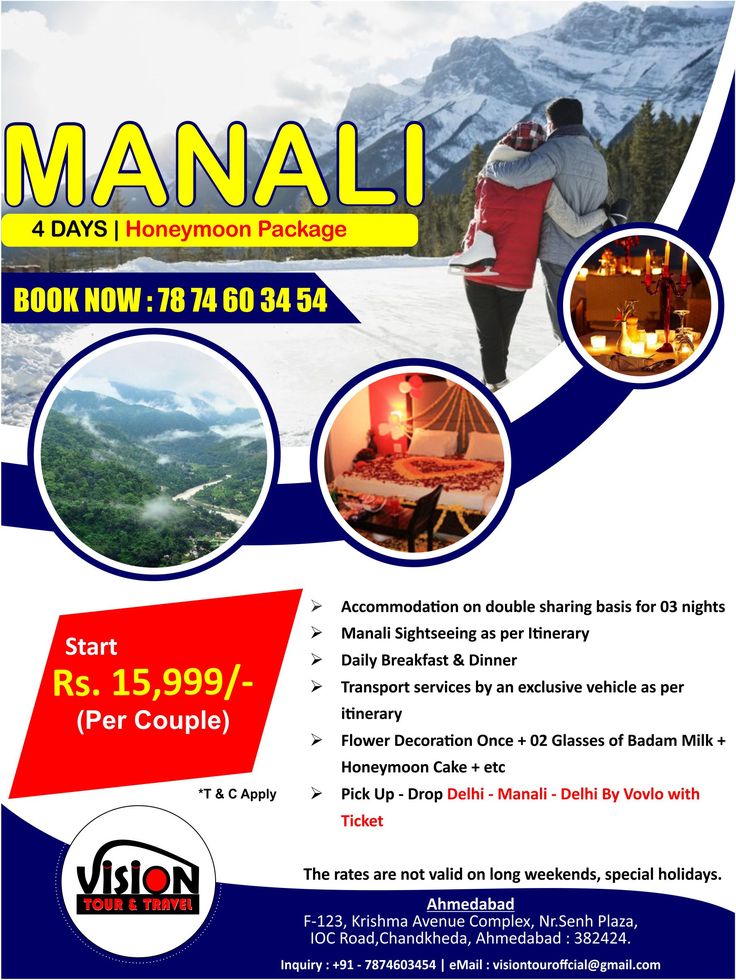 MANALI
4 DAYS | Honeymoon Package
BOOK NOW : 78 74 60 34 54
Start
Rs. 15,999/-
(Per Couple)
*T & C Apply
➢ Accommodation on double sharing basis for 03 nights
➢ Manali Sightseeing as per Itinerary
➢ Daily Breakfast & Dinner
➢ Transport services by an exclusive vehicle as per
itinerary
➢ Flower Decoration Once + 02 Glasses of Badam Milk +
Honeymoon Cake + etc
➢ Pick Up - Drop Delhi - Manali - Delhi By Vovlo with
Ticket
The rates are not valid on long weekends, special holidays.
VISION
TOUR & TRAVEL
Ahmedabad
F-123, Krishma Avenue Complex, Nr.Senh Plaza,
IOC Road,Chandkheda, Ahmedabad : 382424.
Inquiry : +91 - 7874603454 | eMail : visiontouroffcial@gmail.com